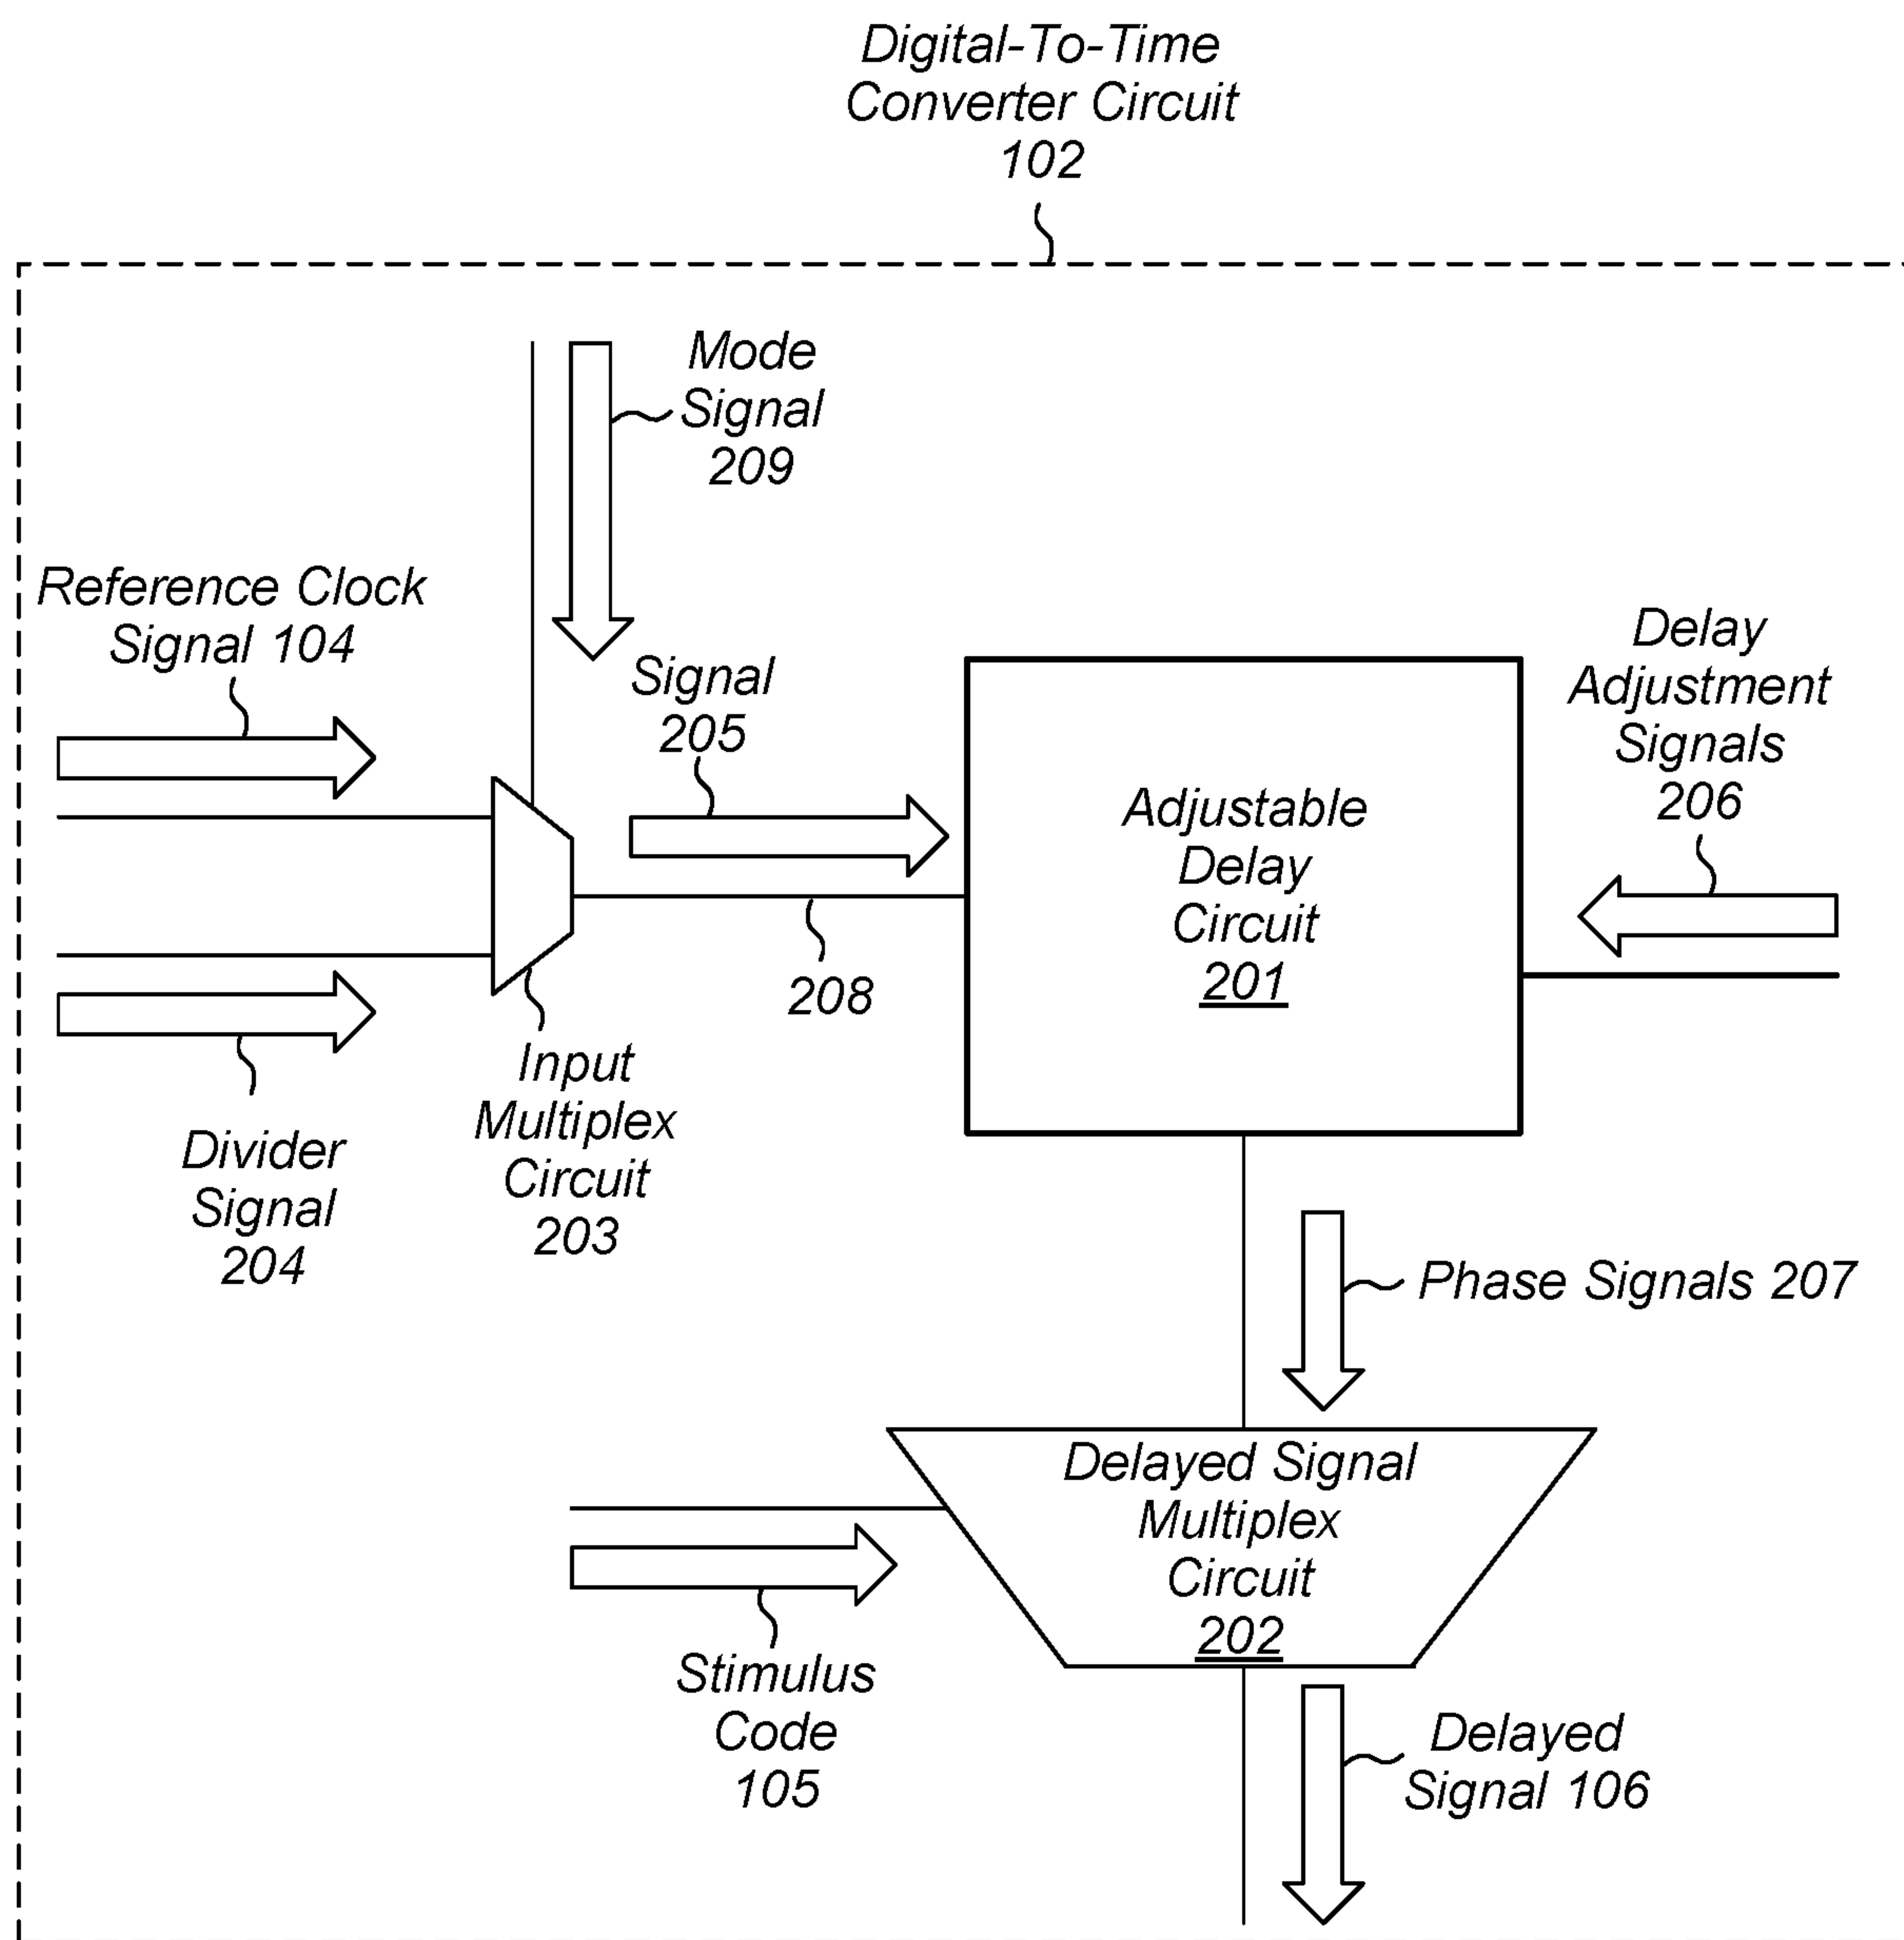 Digital-To-Time
Converter Circuit
102
Mode
Signal
209
Reference Clock
Signal 104
Signal
205
Delay
Adjustment
Signals
206
Adjustable
Delay
Circuit
201
208
Input
Multiplex
Circuit
203
Divider
Signal
204
Phase Signals 207
Delayed Signal
Multiplex
Circuit
202
Stimulus
Code
105
Delayed
Signal 106